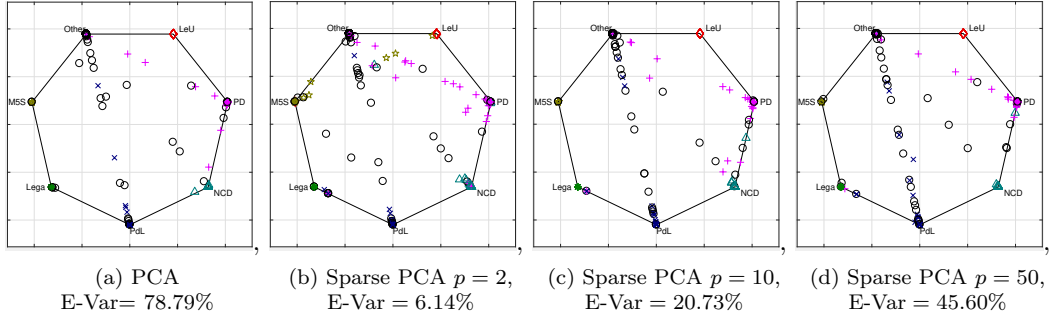 Other LeU
M5S PD
Lega NCD
PdL
,
(a) PCA
E-Var= 78.79%
Other LeU
M5S PD
Lega NCD
PdL
,
(b) Sparse PCA p = 2,
E-Var = 6.14%
Other LeU
M5S PD
Lega NCD
PdL
,
(c) Sparse PCA p = 10,
E-Var = 20.73%
Other LeU
M5S PD
Lega NCD
PdL
,
(d) Sparse PCA p = 50,
E-Var = 45.60%